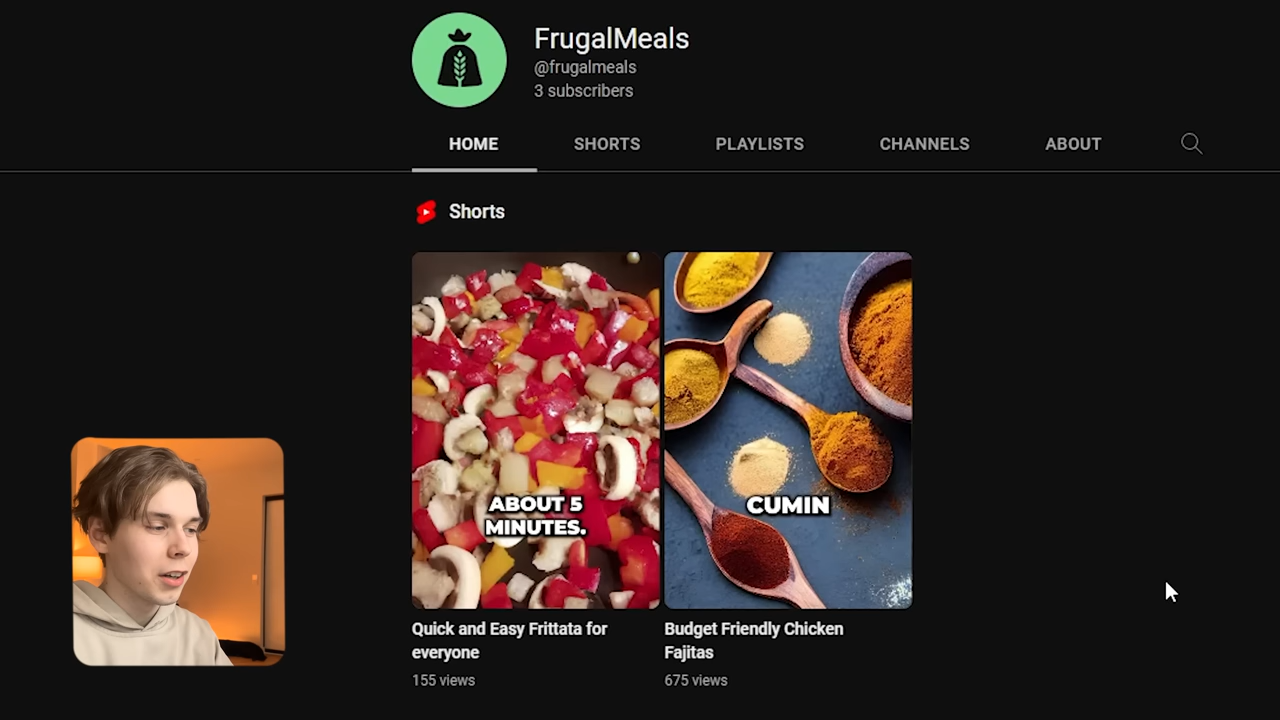 FrugalMeals
@frugalmeals
3 subscribers
HOME SHORTS PLAYLISTS CHANNELS ABOUT
Shorts
ABOUT 5
MINUTES.
CUMIN
Quick and Easy Frittata for
everyone
155 views
Budget Friendly Chicken
Fajitas
675 views